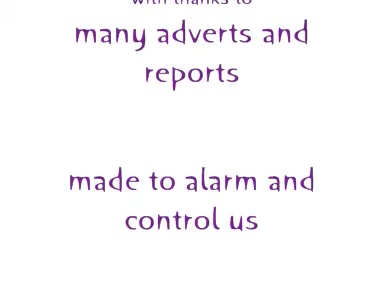 with thanks to
many adverts and
reports
made to alarm and
control us